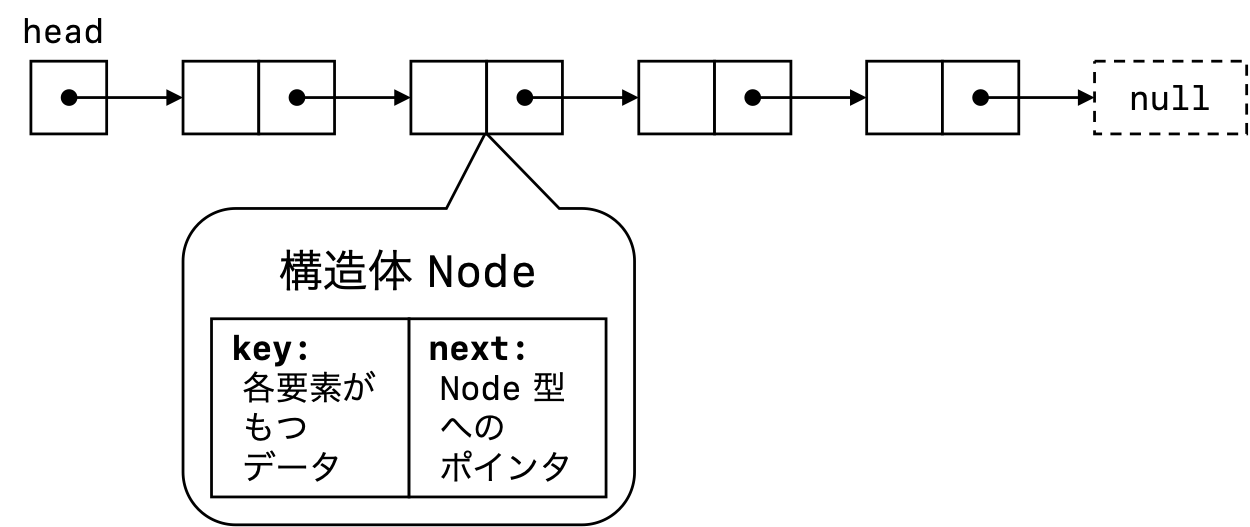 head
null
構造体 Node
key:
各要素が
もつ
データ
next:
Node 型
への
ポインタ